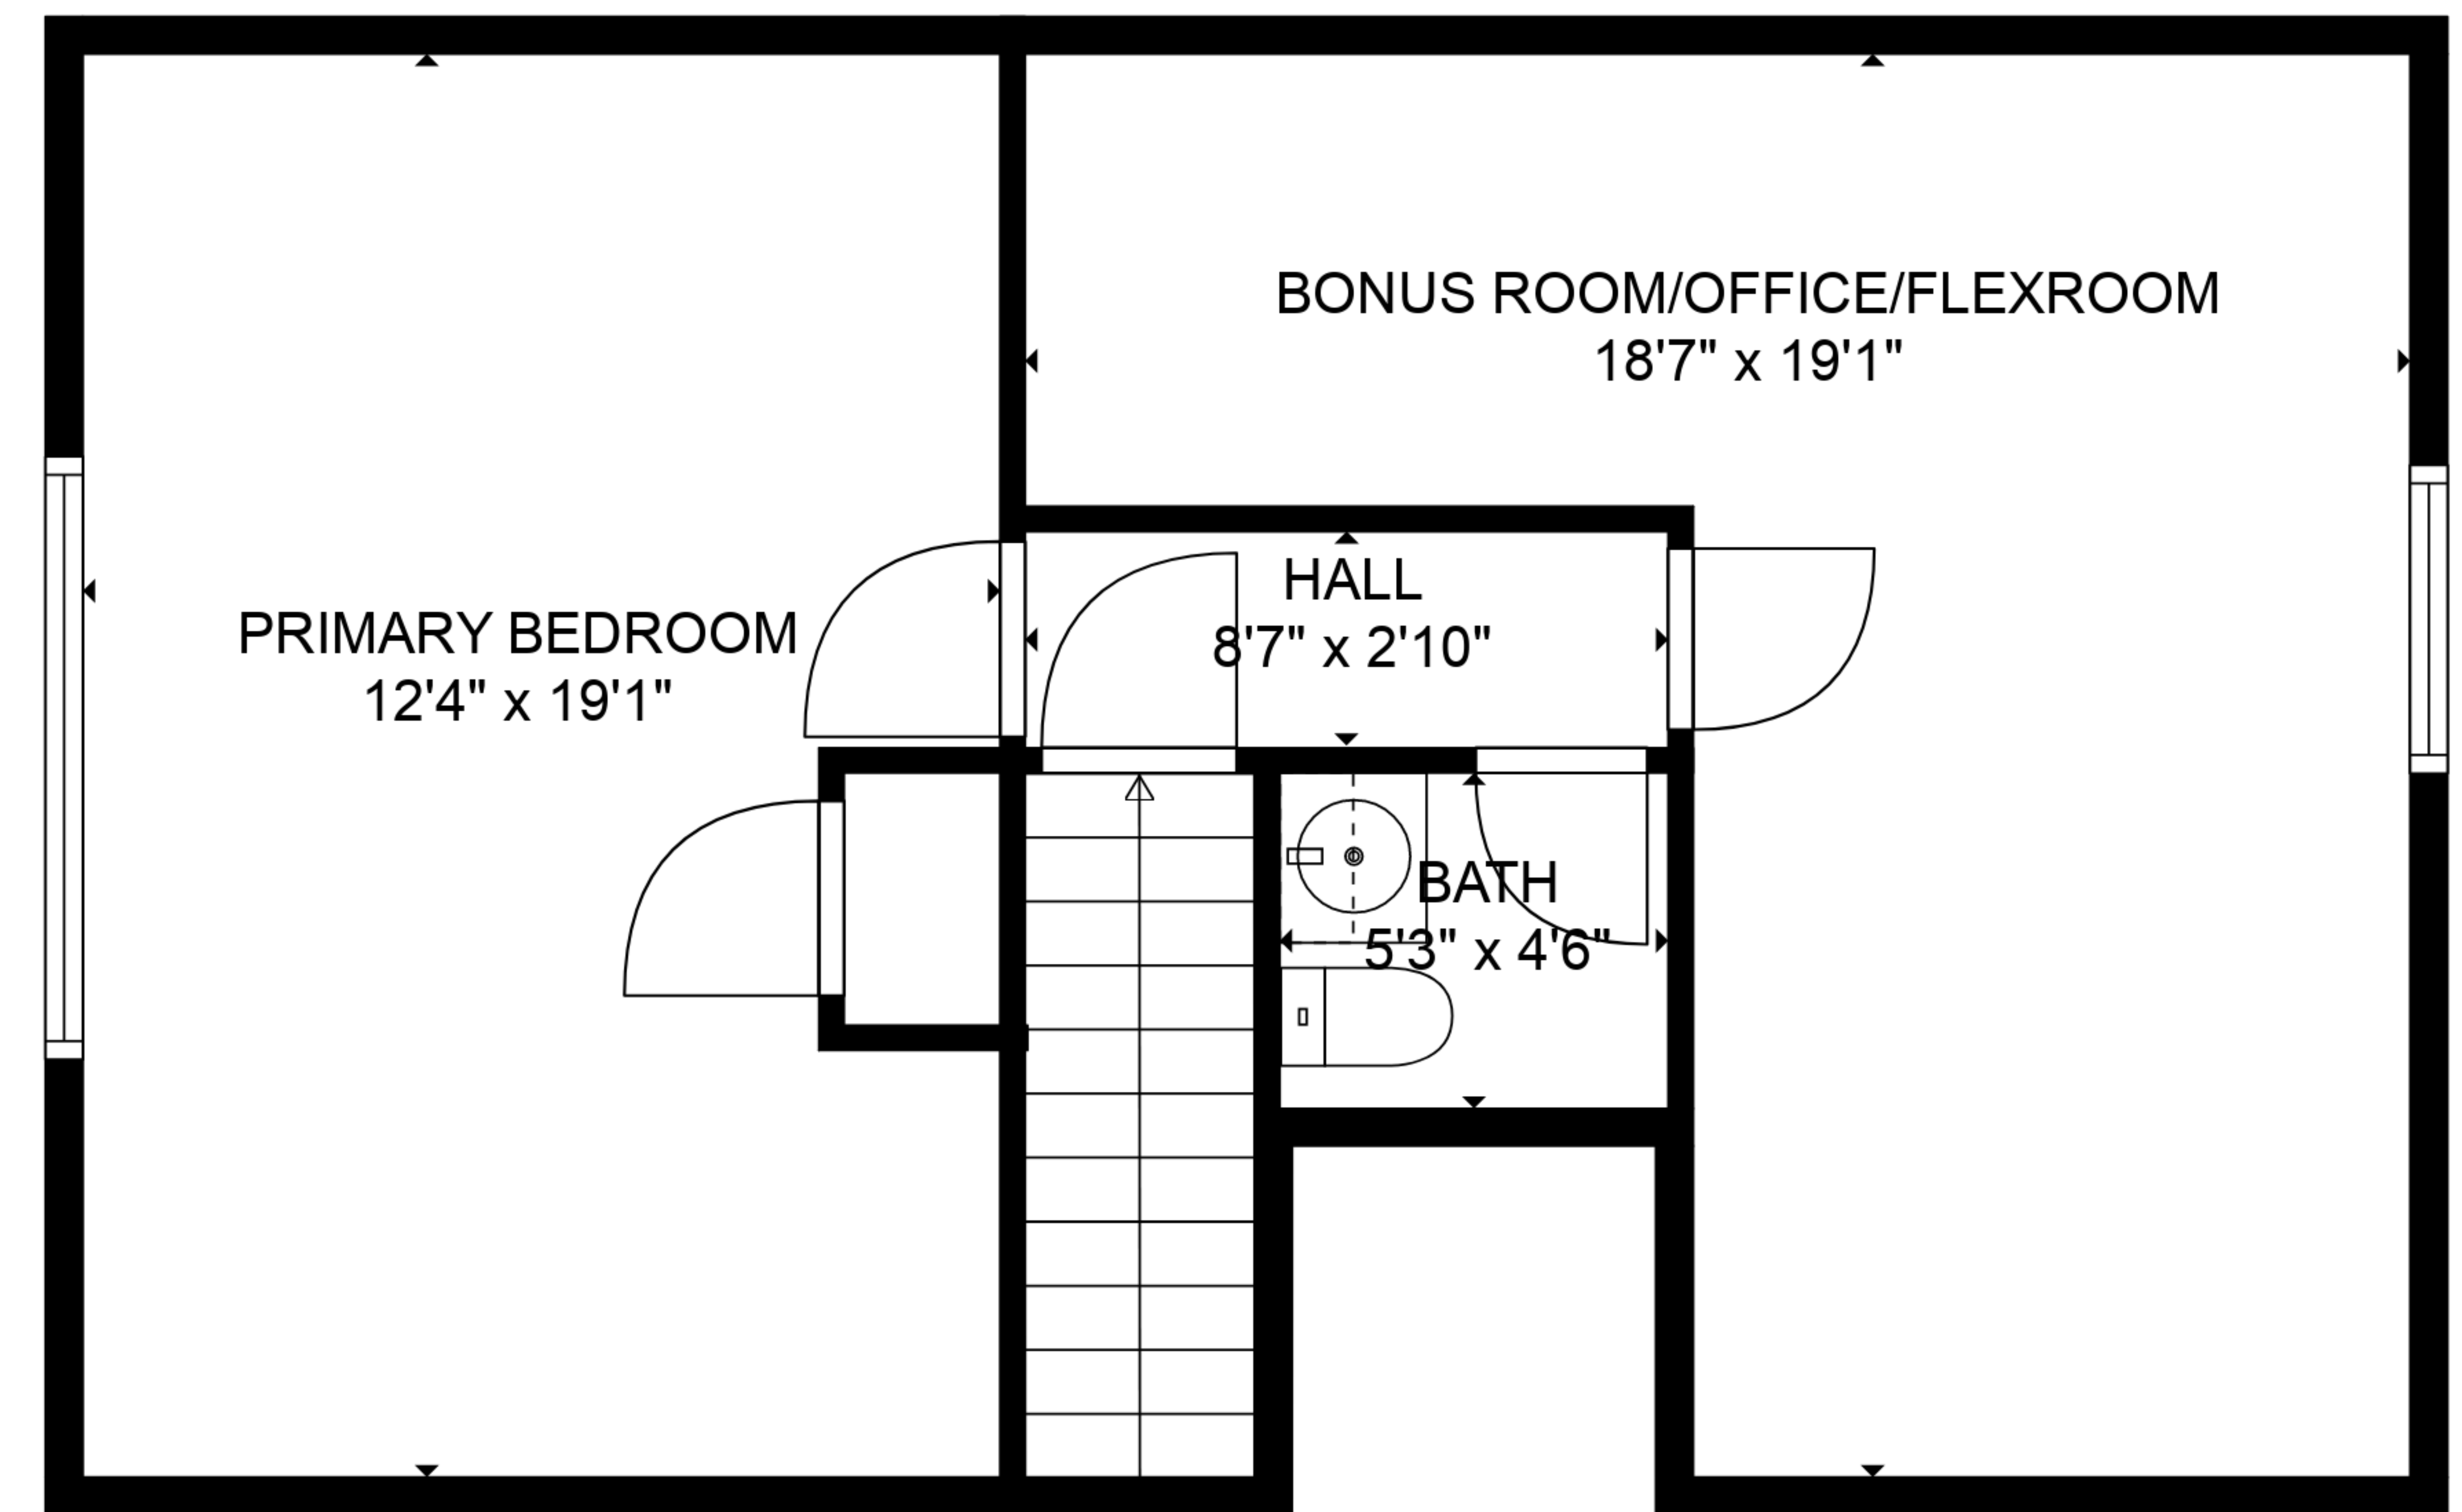 BONUS ROOM/OFFICE/FLEXROOM
18'7" x 19'1"
HALL
8'7" x 2'10"
PRIMARY BEDROOM
12'4" x 19'1"
BATH
5'3" x 4'6"